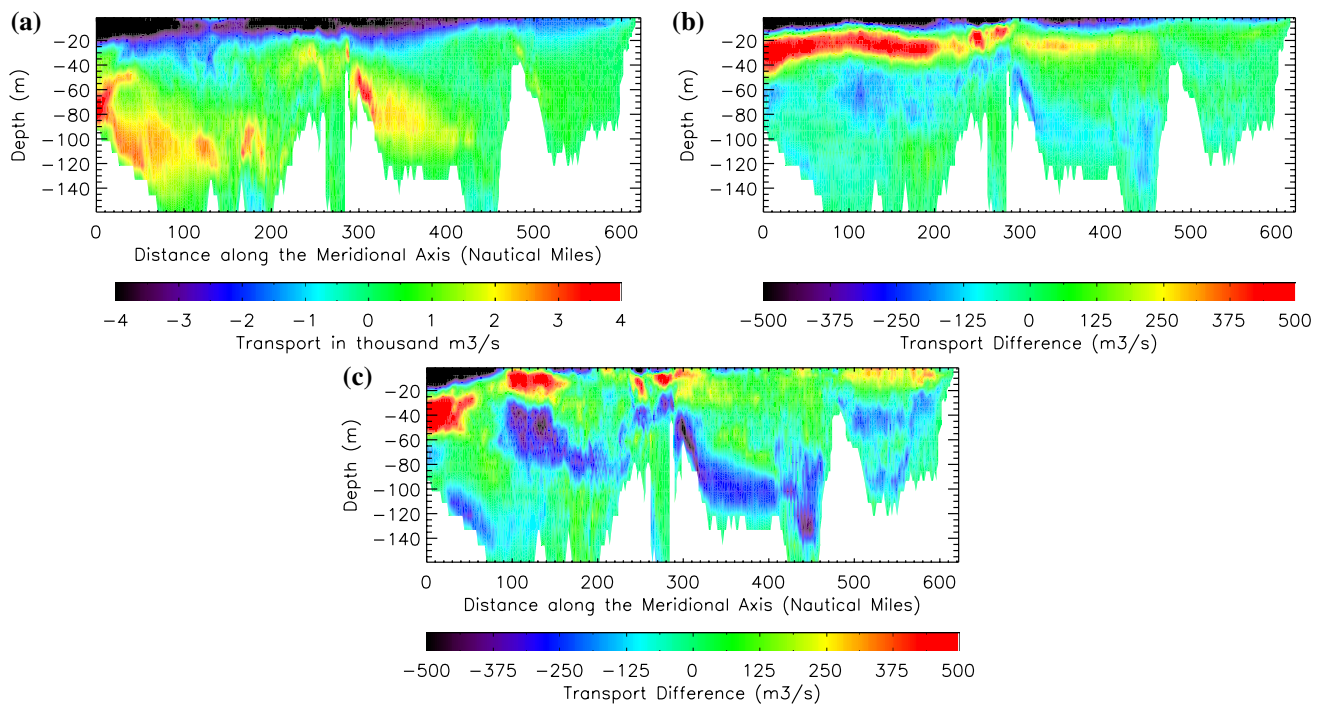 (a)
Depth (m)
−20
−40
−60
−80
−100
−120
−140
0 100 200 300 400 500 600
Distance along the Meridional Axis (Nautical Miles)
−4 −3 −2 −1 0 1 2 3 4
Transport in thousand m3/s
(b)
Depth (m)
−20
−40
−60
−80
−100
−120
−140
0 100 200 300 400 500 600
−500 −375 −250 −125 0 125 250 375 500
Transport Difference (m3/s)
(c)
Depth (m)
−20
−40
−60
−80
−100
−120
−140
0 100 200 300 400 500 600
Distance along the Meridional Axis (Nautical Miles)
−500 −375 −250 −125 0 125 250 375 500
Transport Difference (m3/s)